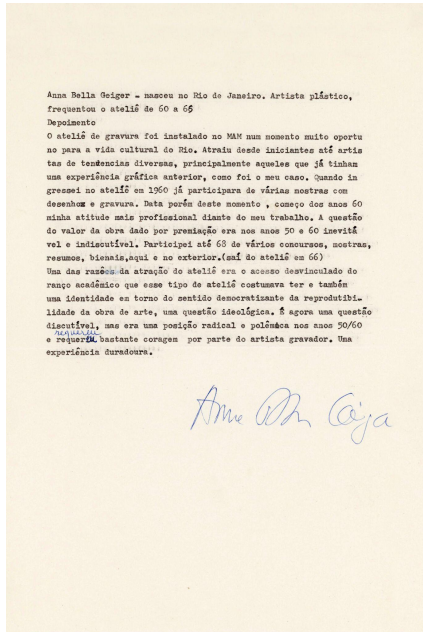 Anna Bella Geiger - nasceu no Rio de Janeiro. Artista plástico,
frequentou o ateliê de 60 a 65
Depoimento
O ateliê de gravura foi instalado no MAM num momento muito oportu
no para a vida cultural do Rio. Atraiu desde iniciantes até artis
tas de tendencias diversas, principalmente aqueles que já tinham
uma experiência gráfica anterior, como foi o meu caso. Quando in
gressei no ateliê em 1960 já participara de várias mostras com
desenho e gravura. Data porém deste momento , começo dos anos 60
minha atitude mais profissional diante do meu trabalho. A questão
do valor da obra dado por premiação era nos anos 50 e 60 inevitá
vel e indiscutível. Participei até 68 de vários concursos, mostras,
resumos, bienais,aqui e no exterior.(saí do ateliê em 66)
Uma das razões da atração do ateliê era o acesso desvinculado do
ranço acadêmico que esse tipo de ateliê costumava ter e também
uma identidade em torno do sentido democratizante da reprodutibi-
lidade da obra de arte, uma questão ideológica. É agora uma questão
discutível, mas era uma posição radical e polêmica nos anos 50/60
requereu
e requereu bastante coragem por parte do artista gravador. Uma
experiência duradoura.
Anna Bella Geiger